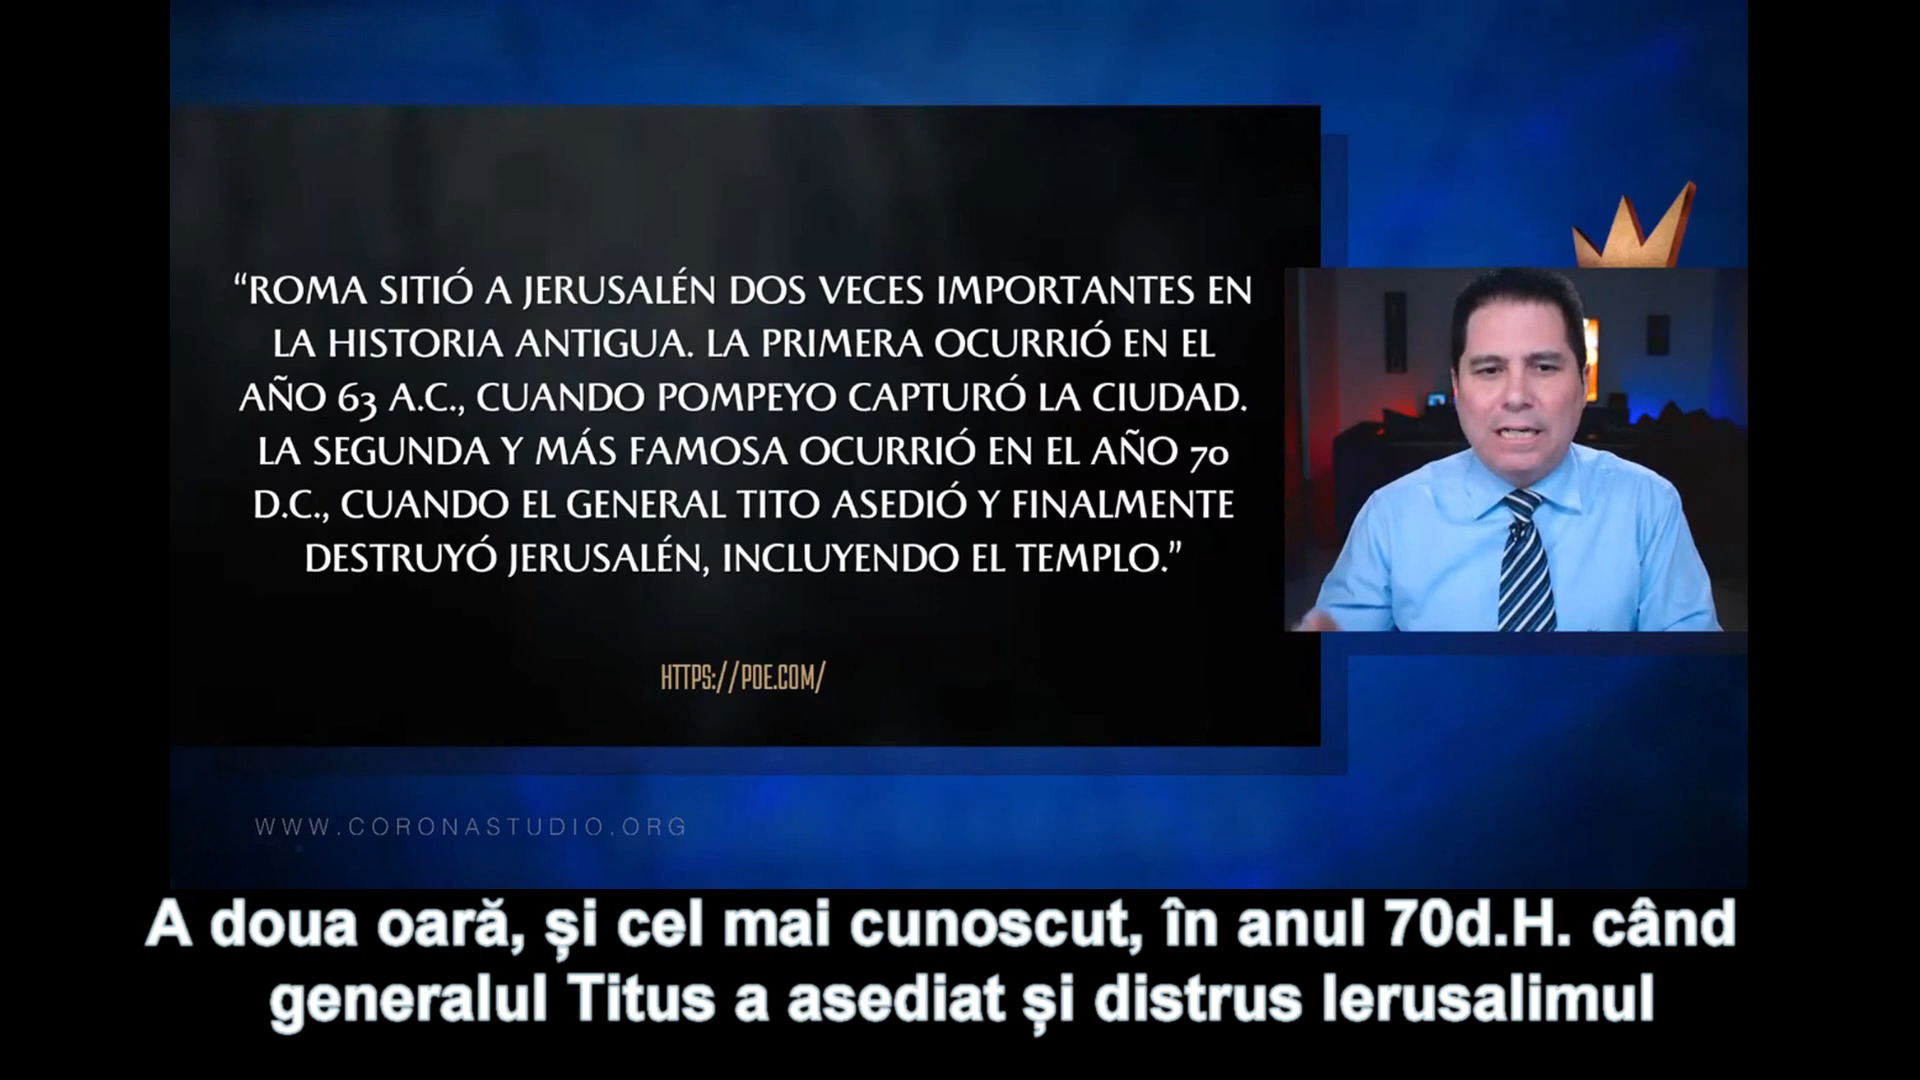 “ROMA SITIÓ A JERUSALÉN DOS VECES IMPORTANTES EN
LA HISTORIA ANTIGUA. LA PRIMERA OCURRIÓ EN EL
AÑO 63 A.C., CUANDO POMPEYO CAPTURÓ LA CIUDAD.
LA SEGUNDA Y MÁS FAMOSA OCURRIÓ EN EL AÑO 70
D.C., CUANDO EL GENERAL TITO ASEDIÓ Y FINALMENTE
DESTRUYÓ JERUSALÉN, INCLUYENDO EL TEMPLO.”
HTTPS://POE.COM/
WWW.CORONASTUDIO.ORG
A doua oară, și cel mai cunoscut, în anul 70d.H. când
generalul Titus a asediat și distrus Ierusalimul